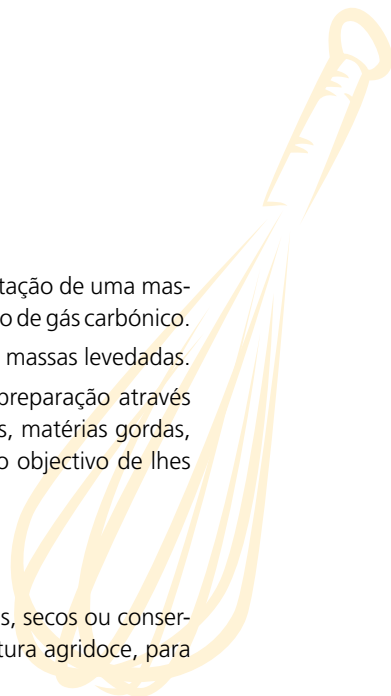 tação de uma mas-
o de gás carbónico.
massas levedadas.
preparação através
s, matérias gordas,
o objectivo de lhes
s, secos ou conser-
tura agridoce, para